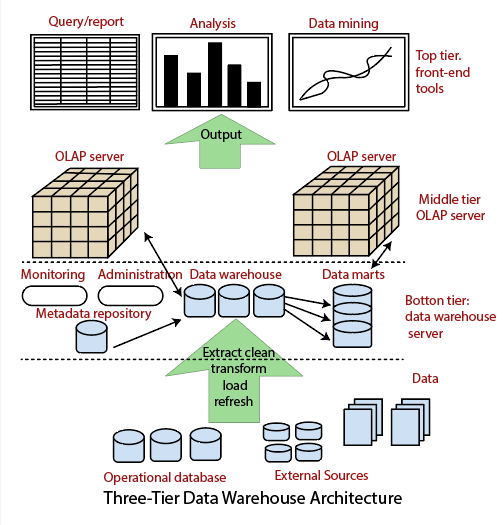 Query/report
Analysis
Data mining
Top tier.
front-end
tools
Output
OLAP server
OLAP server
Middle tier
OLAP server
Monitoring
Administration
Data warehouse
Data marts
Metadata repository
Botton tier:
data warehouse
server
Extract clean
transform
load
refresh
Data
Operational database
External Sources
Three-Tier Data Warehouse Architecture